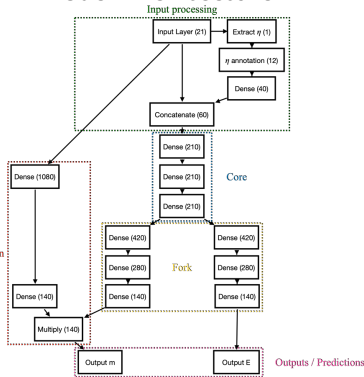 Input processing
Input Layer (21)
Extract η (1)
η annotation (12)
Dense (40)
Concatenate (60)
Dense (210)
Dense (210)
Core
Dense (210)
Dense (1080)
Dense (420)
Dense (420)
Dense (280)
Fork
Dense (280)
Dense (140)
Dense (140)
Dense (140)
Multiply (140)
Output m
Output E
Outputs / Predictions